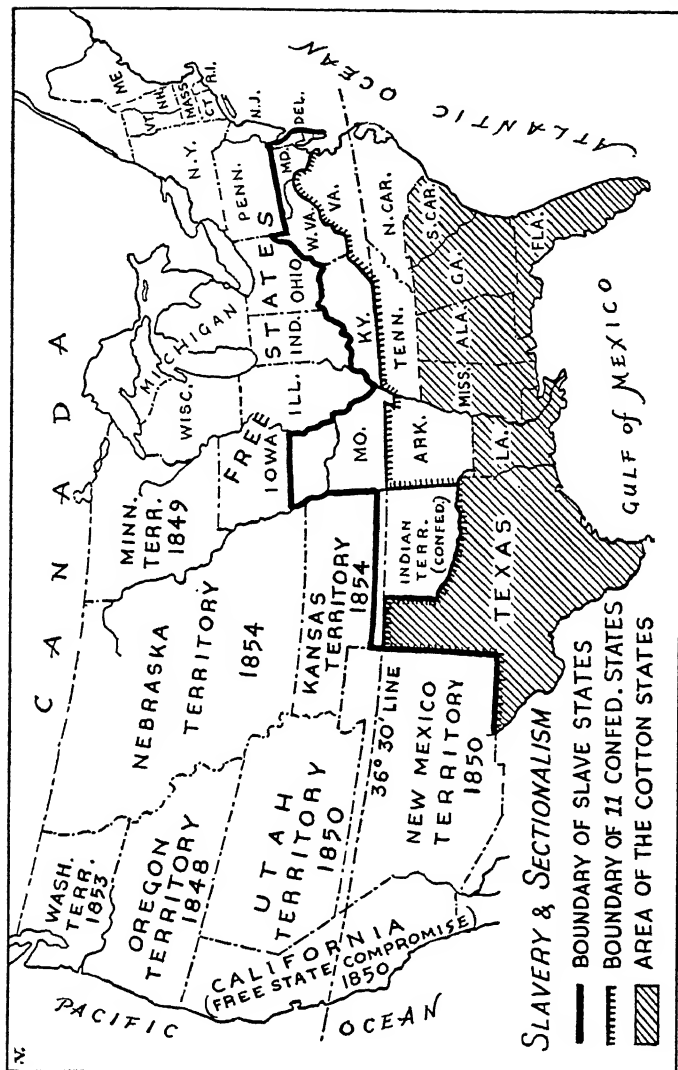 CANADA
WASH.
TERR.
1853
OREGON
TERRITORY
1848
NEBRASKA
TERRITORY
1854
MINN.
TERR.
1849
WISC.
MICHIGAN
ME.
VT.
N.H.
MASS.
CT.
R.I.
N.Y.
N.J.
PENN.
DEL.
MD.
FREE STATES
IOWA
ILL.
IND.
OHIO
W.VA.
VA.
UTAH
TERRITORY
1850
KANSAS
TERRITORY
1854
MO.
KY.
CALIFORNIA
(FREE STATE, COMPROMISE)
1850
36° 30' LINE
NEW MEXICO
TERRITORY
1850
INDIAN
TERR.
(CONFED.)
ARK.
TENN.
N.CAR.
S.CAR.
TEXAS
LA.
MISS.
ALA.
GA.
FLA.
PACIFIC
OCEAN
ATLANTIC OCEAN
GULF of MEXICO
SLAVERY & SECTIONALISM
BOUNDARY OF SLAVE STATES
BOUNDARY OF 11 CONFED. STATES
AREA OF THE COTTON STATES